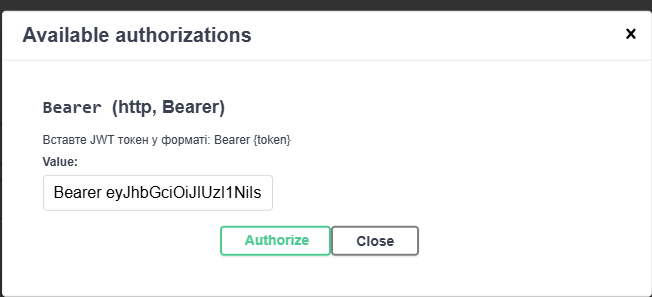 Available authorizations
×
Bearer (http, Bearer)
Вставте JWT токен у форматі: Bearer {token}
Value:
Bearer eyJhbGciOiJIUzI1NiIs
Authorize
Close